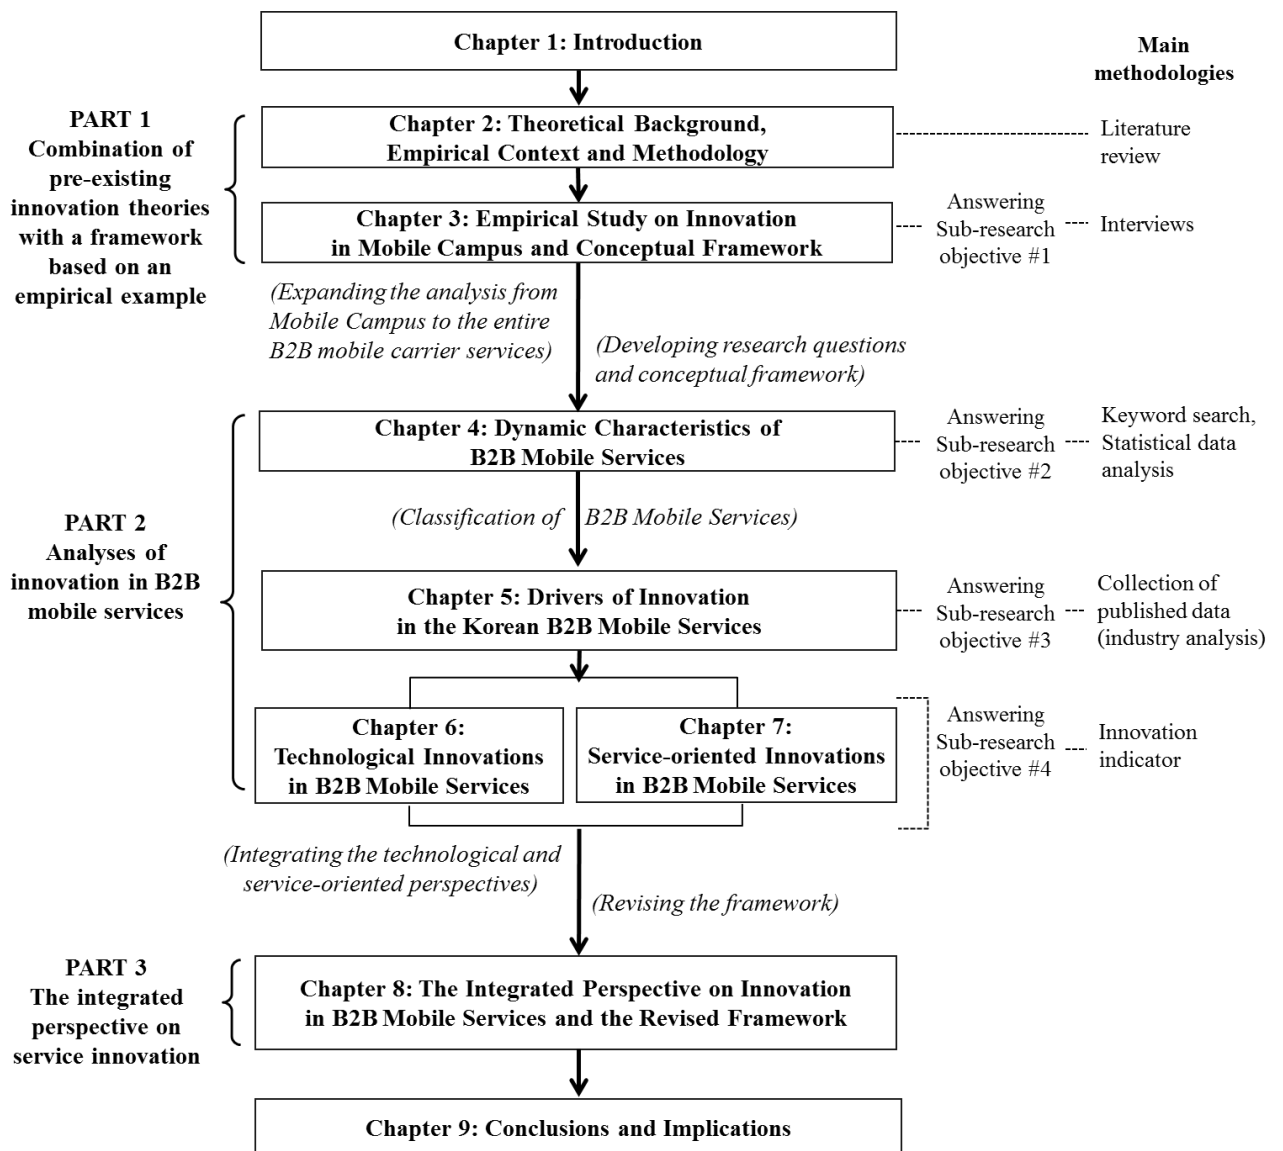 Chapter 1: Introduction
Main
methodologies
PART 1
Combination of
pre-existing
innovation theories
with a framework
based on an
empirical example
Chapter 2: Theoretical Background,
Empirical Context and Methodology
Literature
review
Chapter 3: Empirical Study on Innovation
in Mobile Campus and Conceptual Framework
Answering
Sub-research
objective #1
Interviews
(Expanding the analysis from
Mobile Campus to the entire
B2B mobile carrier services)
(Developing research questions
and conceptual framework)
PART 2
Analyses of
innovation in B2B
mobile services
Chapter 4: Dynamic Characteristics of
B2B Mobile Services
Answering
Sub-research
objective #2
Keyword search,
Statistical data
analysis
(Classification of B2B Mobile Services)
Chapter 5: Drivers of Innovation
in the Korean B2B Mobile Services
Answering
Sub-research
objective #3
Collection of
published data
(industry analysis)
Chapter 6:
Technological Innovations
in B2B Mobile Services
Chapter 7:
Service-oriented Innovations
in B2B Mobile Services
Answering
Sub-research
objective #4
Innovation
indicator
(Integrating the technological and
service-oriented perspectives)
(Revising the framework)
PART 3
The integrated
perspective on
service innovation
Chapter 8: The Integrated Perspective on Innovation
in B2B Mobile Services and the Revised Framework
Chapter 9: Conclusions and Implications